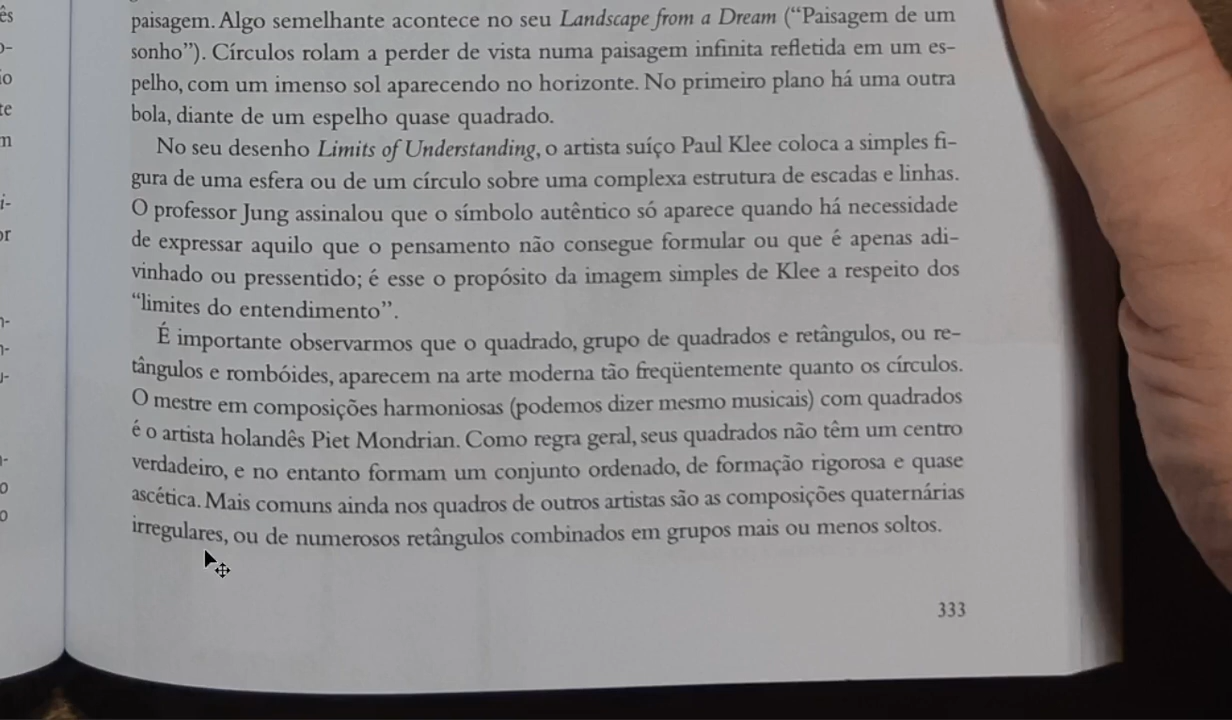 ês
o-
io
te
m
i-
or
n-
n-
u-
o
o
paisagem. Algo semelhante acontece no seu Landscape from a Dream (“Paisagem de um
sonho”). Círculos rolam a perder de vista numa paisagem infinita refletida em um es-
pelho, com um imenso sol aparecendo no horizonte. No primeiro plano há uma outra
bola, diante de um espelho quase quadrado.
No seu desenho Limits of Understanding, o artista suíço Paul Klee coloca a simples fi-
gura de uma esfera ou de um círculo sobre uma complexa estrutura de escadas e linhas.
O professor Jung assinalou que o símbolo autêntico só aparece quando há necessidade
de expressar aquilo que o pensamento não consegue formular ou que é apenas adi-
vinhado ou pressentido; é esse o propósito da imagem simples de Klee a respeito dos
“limites do entendimento”.
É importante observarmos que o quadrado, grupo de quadrados e retângulos, ou re-
tângulos e rombóides, aparecem na arte moderna tão freqüentemente quanto os círculos.
O mestre em composições harmoniosas (podemos dizer mesmo musicais) com quadrados
é o artista holandês Piet Mondrian. Como regra geral, seus quadrados não têm um centro
verdadeiro, e no entanto formam um conjunto ordenado, de formação rigorosa e quase
ascética. Mais comuns ainda nos quadros de outros artistas são as composições quaternárias
irregulares, ou de numerosos retângulos combinados em grupos mais ou menos soltos.
333